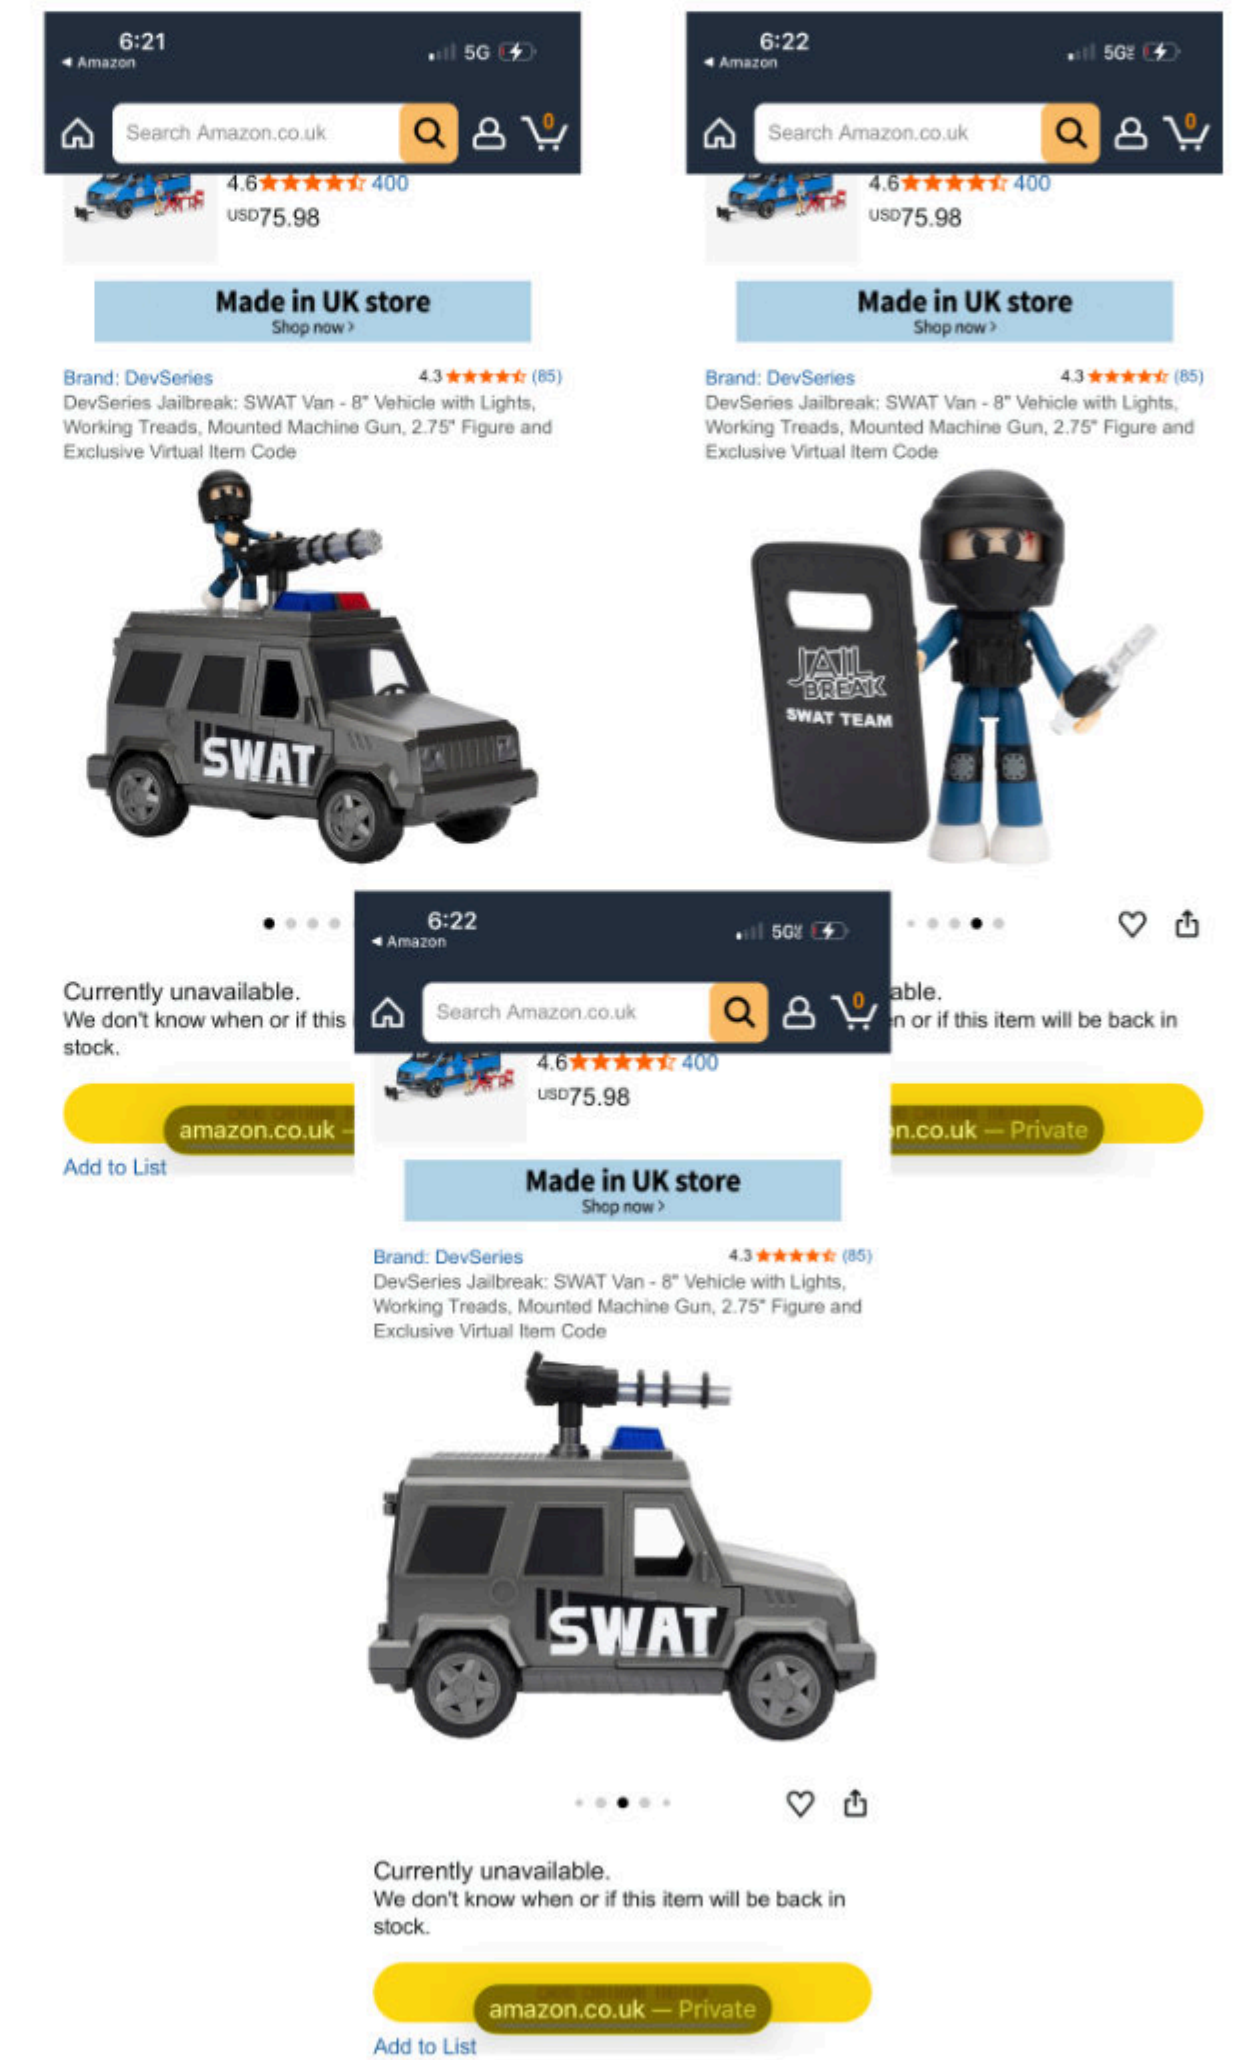 6:21
Amazon
5G
Search Amazon.co.uk
0
4.6 400
USD75.98
Made in UK store
Shop now >
Brand: DevSeries
4.3 (85)
DevSeries Jailbreak: SWAT Van - 8" Vehicle with Lights,
Working Treads, Mounted Machine Gun, 2.75" Figure and
Exclusive Virtual Item Code
SWAT
Currently unavailable.
We don't know when or if this
stock.
amazon.co.uk –
Add to List
6:22
Amazon
Search Amazon.co.uk
0
4.6 400
USD75.98
Made in UK store
Shop now >
Brand: DevSeries
4.3 (85)
DevSeries Jailbreak: SWAT Van - 8" Vehicle with Lights,
Working Treads, Mounted Machine Gun, 2.75" Figure and
Exclusive Virtual Item Code
JAIL
BREAK
SWAT TEAM
able.
n or if this item will be back in
n.co.uk — Private
6:22
Amazon
Search Amazon.co.uk
0
4.6 400
USD75.98
Made in UK store
Shop now >
Brand: DevSeries
4.3 (85)
DevSeries Jailbreak: SWAT Van - 8" Vehicle with Lights,
Working Treads, Mounted Machine Gun, 2.75" Figure and
Exclusive Virtual Item Code
SWAT
Currently unavailable.
We don't know when or if this item will be back in
stock.
amazon.co.uk — Private
Add to List